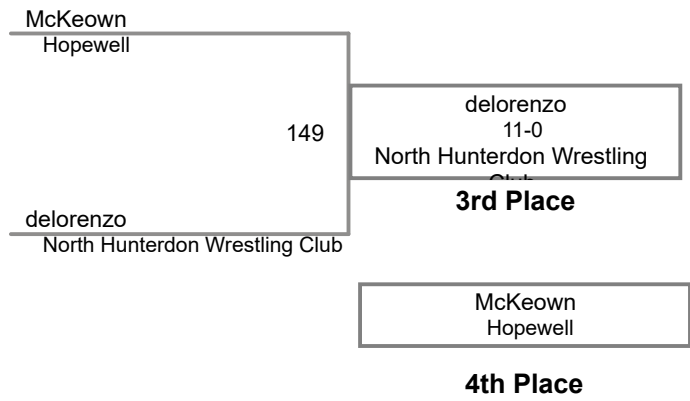 McKeown
Hopewell
149
delorenzo
11-0
North Hunterdon Wrestling
3rd Place
delorenzo
North Hunterdon Wrestling Club
McKeown
Hopewell
4th Place